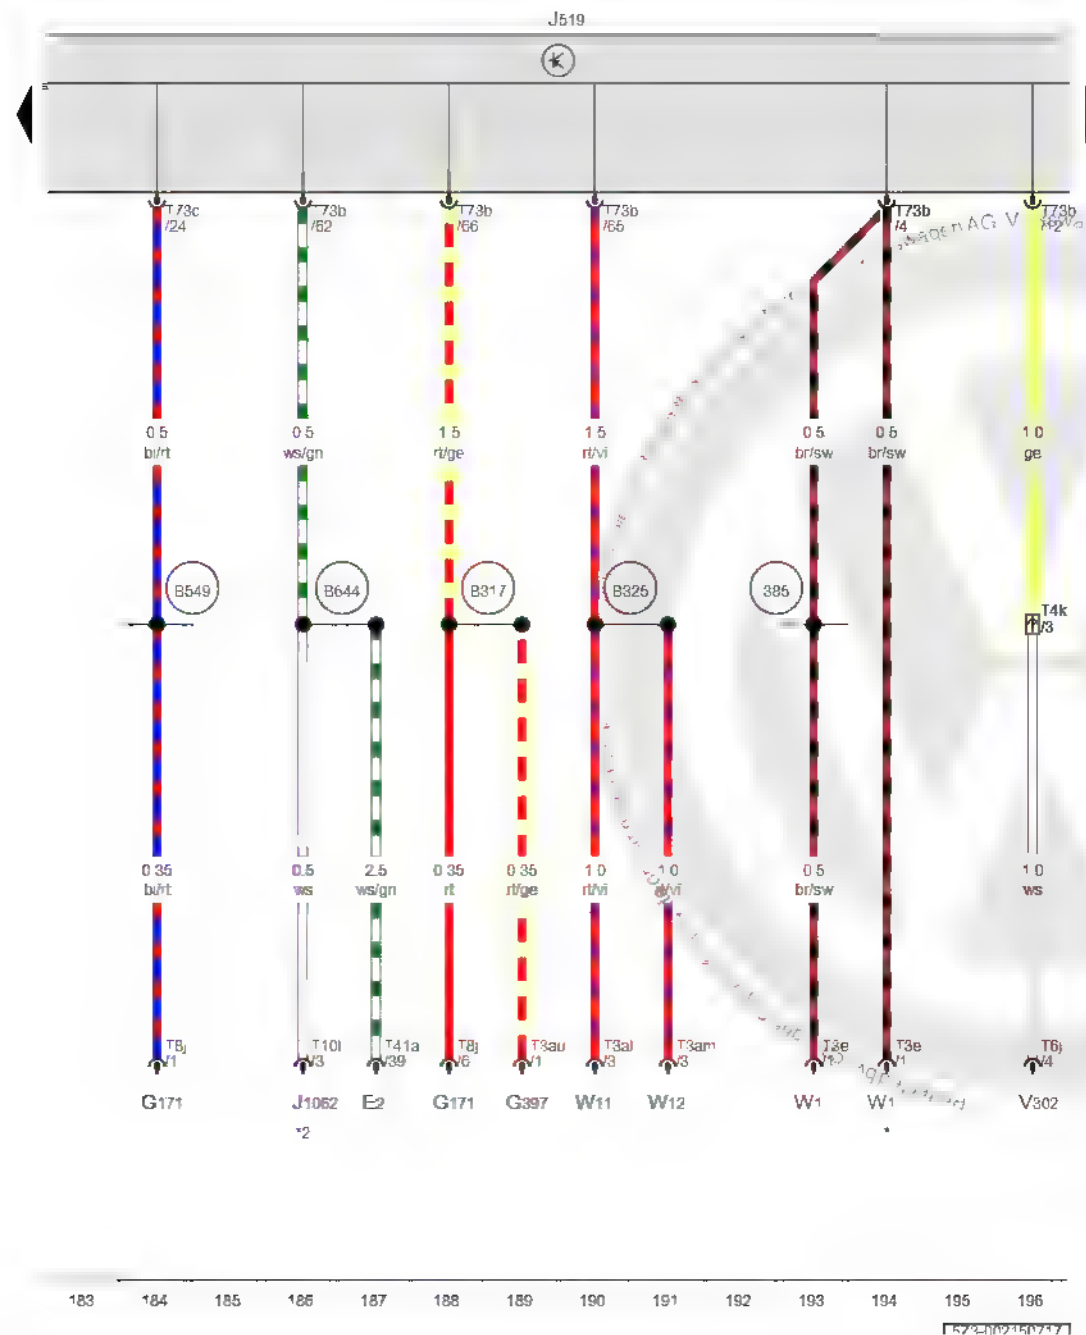 J519
K
T73c T73b T73b T73b T73b T73b
/24 /62 /66 /65 /4
0.5 0.5 1.5 1.5 0.5 0.5 1.0
bl/rt ws/gn rt/ge rt/vi br/sw br/sw ge
B549 B644 B317 B325 385
T4k
/3
0.35 0.5 2.5 0.35 0.35 1.0 1.0 0.5 1.0
bl/rt ws ws/gn rt rt/ge rt/vi rt/vi br/sw ws
T8j T10l T41a T8j T3au T3al T3am T3e T3e T6j
/1 /3 /39 /6 /1 /3 /3 /1 /1 /4
G171 J1062 E2 G171 G397 W11 W12 W1 W1 V302
*2 *
183 184 185 186 187 188 189 190 191 192 193 194 195 196